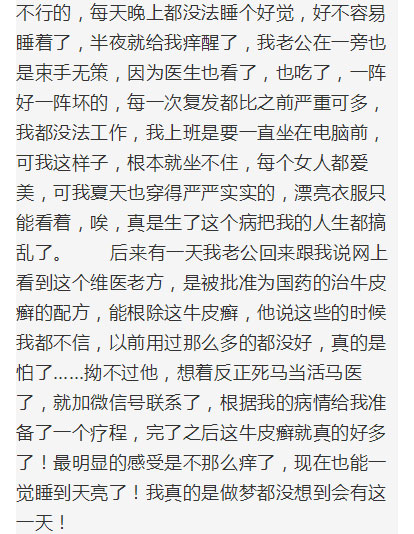 不行的，每天晚上都没法睡个好觉，好不容易
睡着了，半夜就给我痒醒了，我老公在一旁也
是束手无策，因为医生也看了，也吃了，一阵
好一阵坏的，每一次复发都比之前严重可多，
我都没法工作，我上班是要一直坐在电脑前，
可我这样子，根本就坐不住，每个女人都爱
美，可我夏天也穿得严严实实的，漂亮衣服只
能看着，唉，真是生了这个病把我的人生都搞
乱了。　　后来有一天我老公回来跟我说网上
看到这个维医老方，是被批准为国药的治牛皮
癣的配方，能根除这牛皮癣，他说这些的时候
我都不信，以前用过那么多的都没好，真的是
怕了......拗不过他，想着反正死马当活马医
了，就加微信号联系了，根据我的病情给我准
备了一个疗程，完了之后这牛皮癣就真的好多
了！最明显的感受是不那么痒了，现在也能一
觉睡到天亮了！我真的是做梦都没想到会有这
一天！